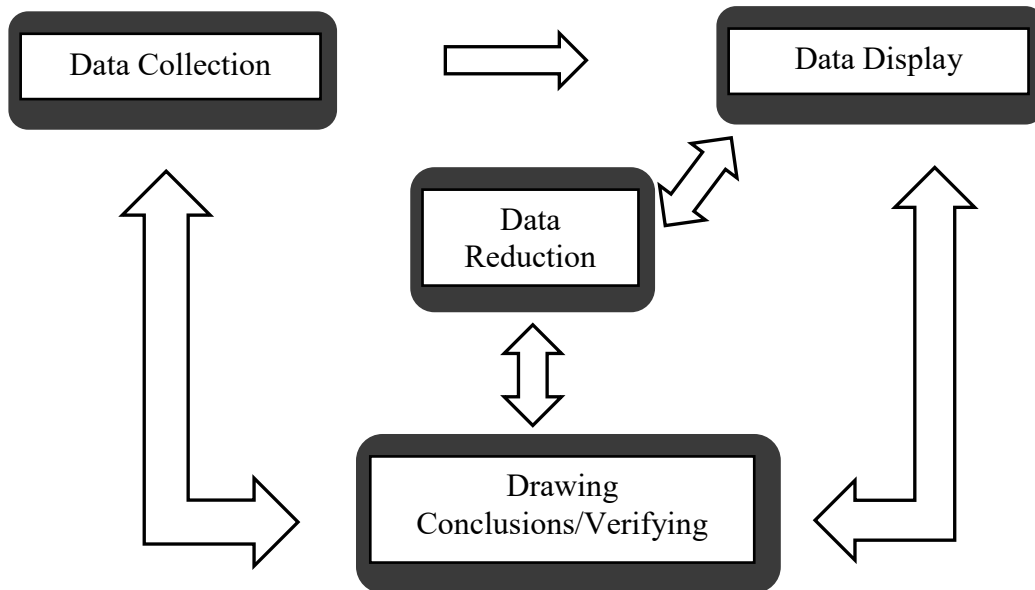 Data Collection
Data Display
Data
Reduction
Drawing
Conclusions/Verifying